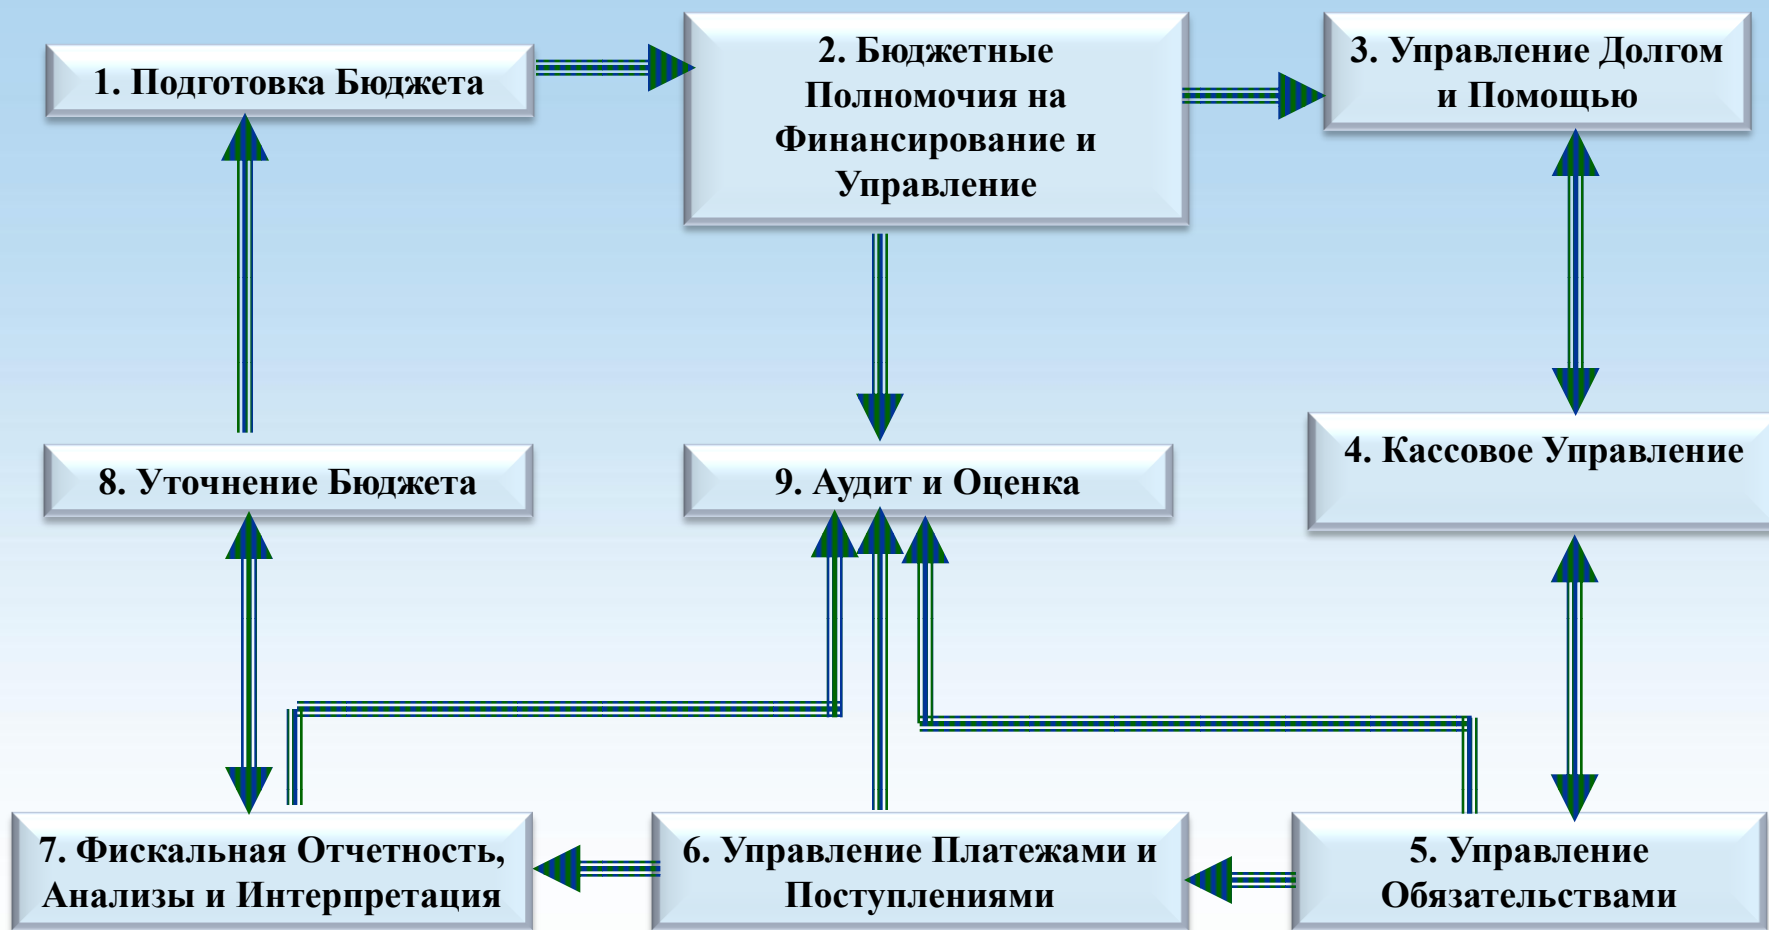 1. Подготовка Бюджета
2. Бюджетные
Полномочия на
Финансирование и
Управление
3. Управление Долгом
и Помощью
8. Уточнение Бюджета
9. Аудит и Оценка
4. Кассовое Управление
7. Фискальная Отчетность,
Анализы и Интерпретация
6. Управление Платежами и
Поступлениями
5. Управление
Обязательствами